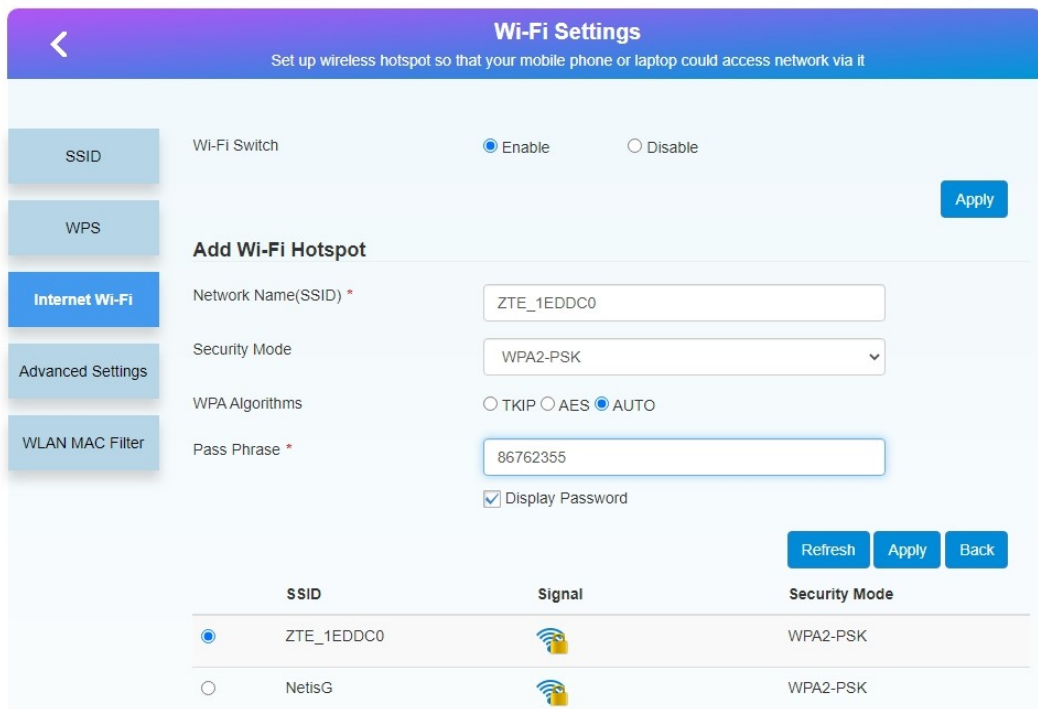 Wi-Fi Settings
Set up wireless hotspot so that your mobile phone or laptop could access network via it
SSID
WPS
Internet Wi-Fi
Advanced Settings
WLAN MAC Filter
Wi-Fi Switch
Enable Disable
Apply
Add Wi-Fi Hotspot
Network Name(SSID) * ZTE_1EDDC0
Security Mode WPA2-PSK
WPA Algorithms TKIP AES AUTO
Pass Phrase * 86762355
Display Password
Refresh Apply Back
SSID Signal Security Mode
ZTE_1EDDC0 WPA2-PSK
NetisG WPA2-PSK